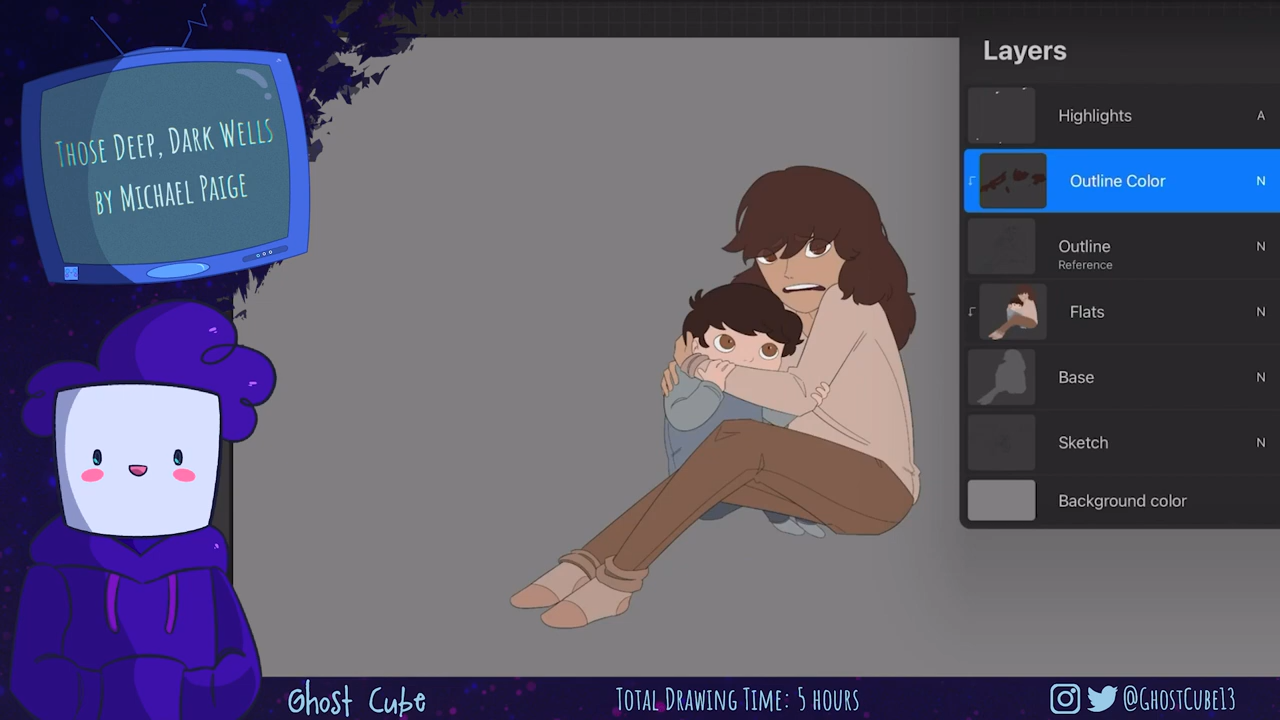 Those Deep, Dark Wells
by Michael Paige
Layers
Highlights A
Outline Color N
Outline N
Reference
Flats N
Base N
Sketch N
Background color
Ghost Cube
Total Drawing Time: 5 hours
@GhostCube13